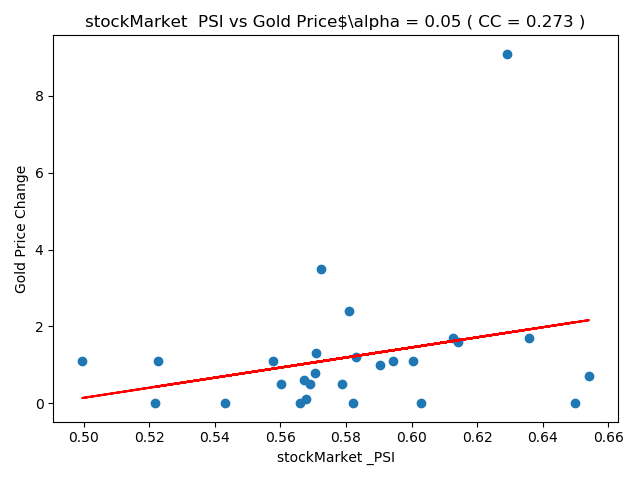 stockMarket  PSI vs Gold Price$\alpha = 0.05 ( CC = 0.273 )
Gold Price Change
8
6
4
2
0
0.50 0.52 0.54 0.56 0.58 0.60 0.62 0.64 0.66
stockMarket _PSI